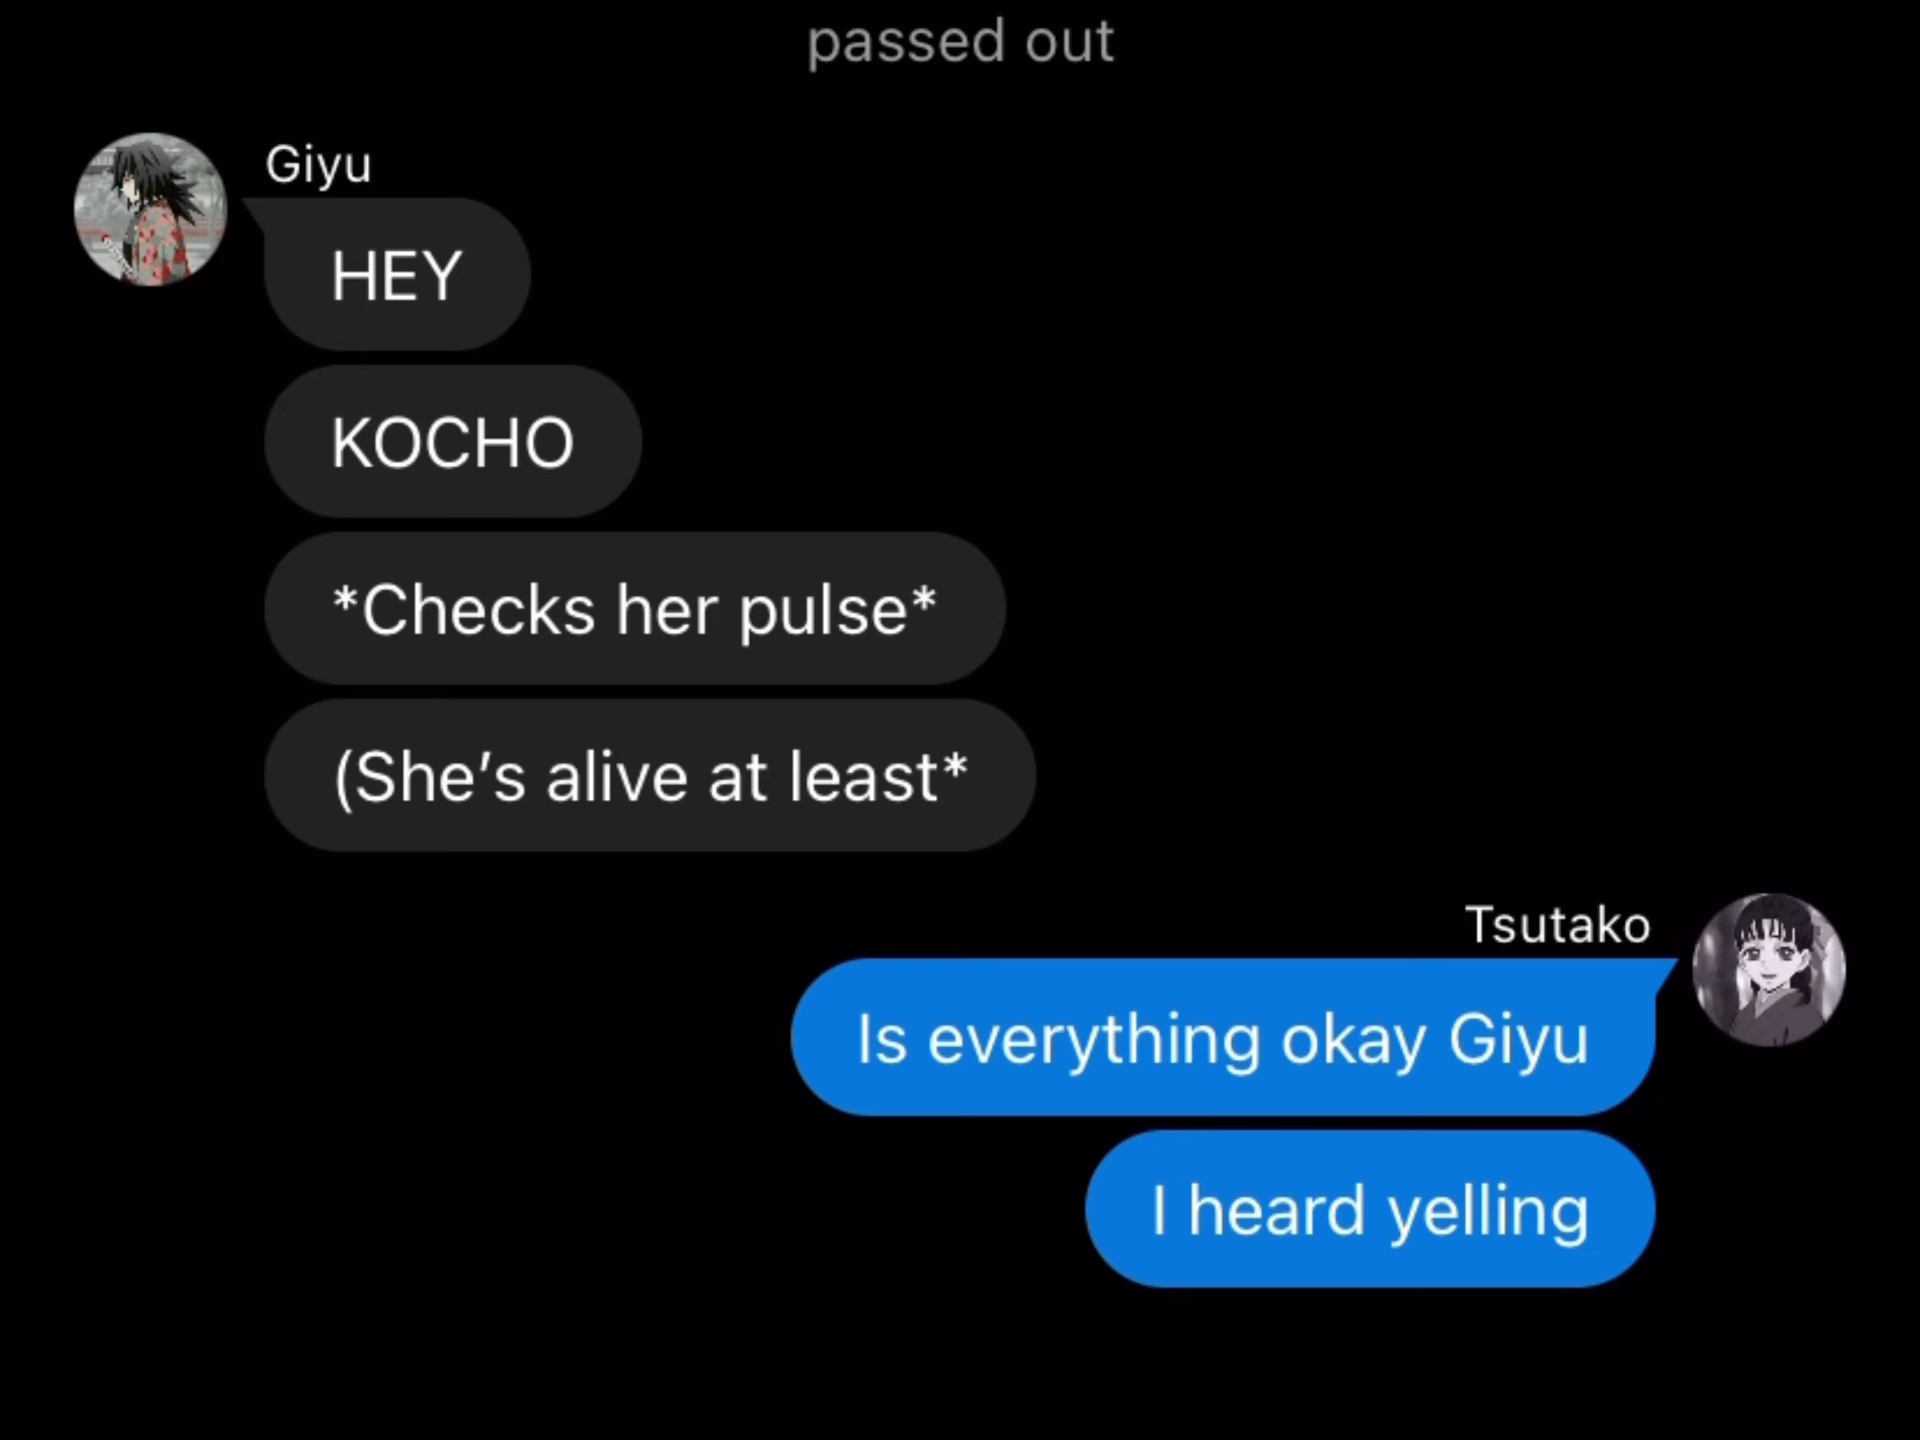 passed out
Giyu
HEY
KOCHO
*Checks her pulse*
(She’s alive at least*
Tsutako
Is everything okay Giyu
I heard yelling